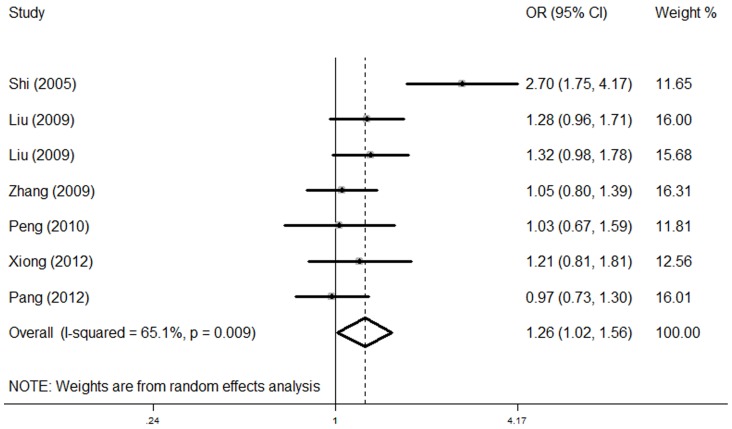 Study OR (95% CI) Weight %
Shi (2005) 2.70 (1.75, 4.17) 11.65
Liu (2009) 1.28 (0.96, 1.71) 16.00
Liu (2009) 1.32 (0.98, 1.78) 15.68
Zhang (2009) 1.05 (0.80, 1.39) 16.31
Peng (2010) 1.03 (0.67, 1.59) 11.81
Xiong (2012) 1.21 (0.81, 1.81) 12.56
Pang (2012) 0.97 (0.73, 1.30) 16.01
Overall (I-squared = 65.1%, p = 0.009) 1.26 (1.02, 1.56) 100.00
NOTE: Weights are from random effects analysis
.24 1 4.17